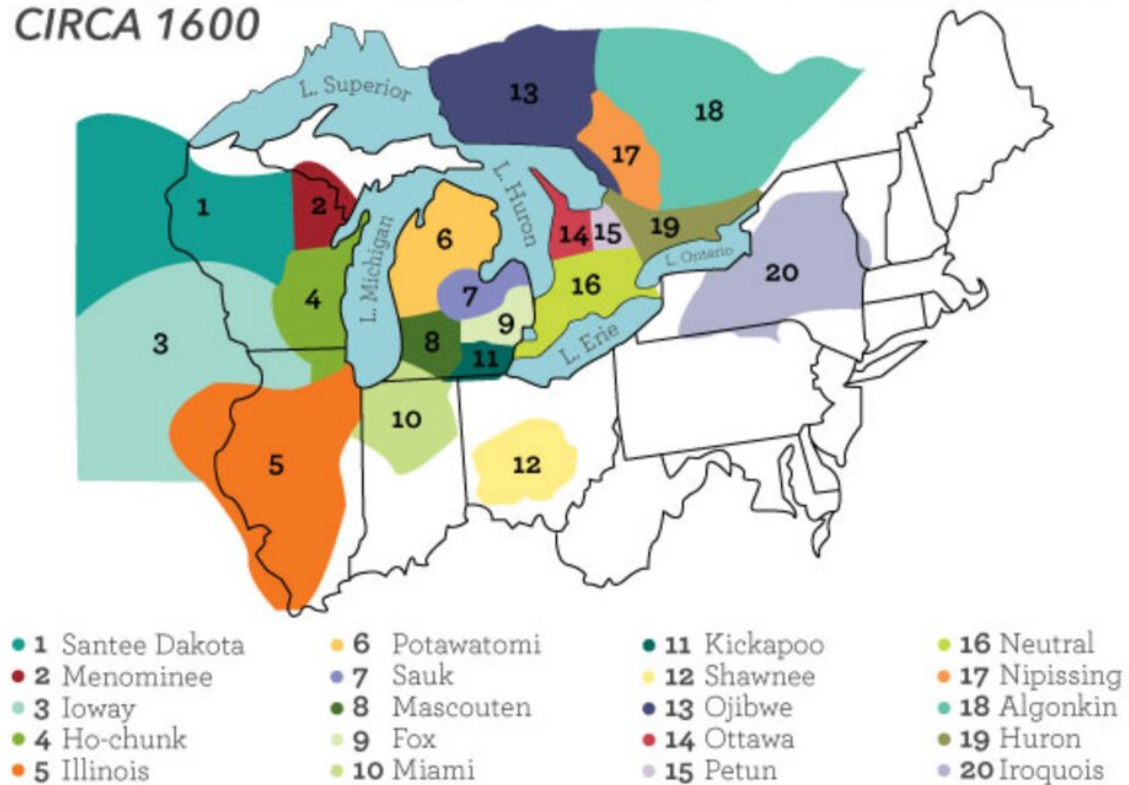 CIRCA 1600
L. Superior
13
18
17
1
2
L. Huron
6
14
15
19
L. Michigan
L. Ontario
20
4
7
16
3
9
8
L. Erie
11
10
5
12
1 Santee Dakota
2 Menominee
3 Ioway
4 Ho-chunk
5 Illinois
6 Potawatomi
7 Sauk
8 Mascouten
9 Fox
10 Miami
11 Kickapoo
12 Shawnee
13 Ojibwe
14 Ottawa
15 Petun
16 Neutral
17 Nipissing
18 Algonkin
19 Huron
20 Iroquois